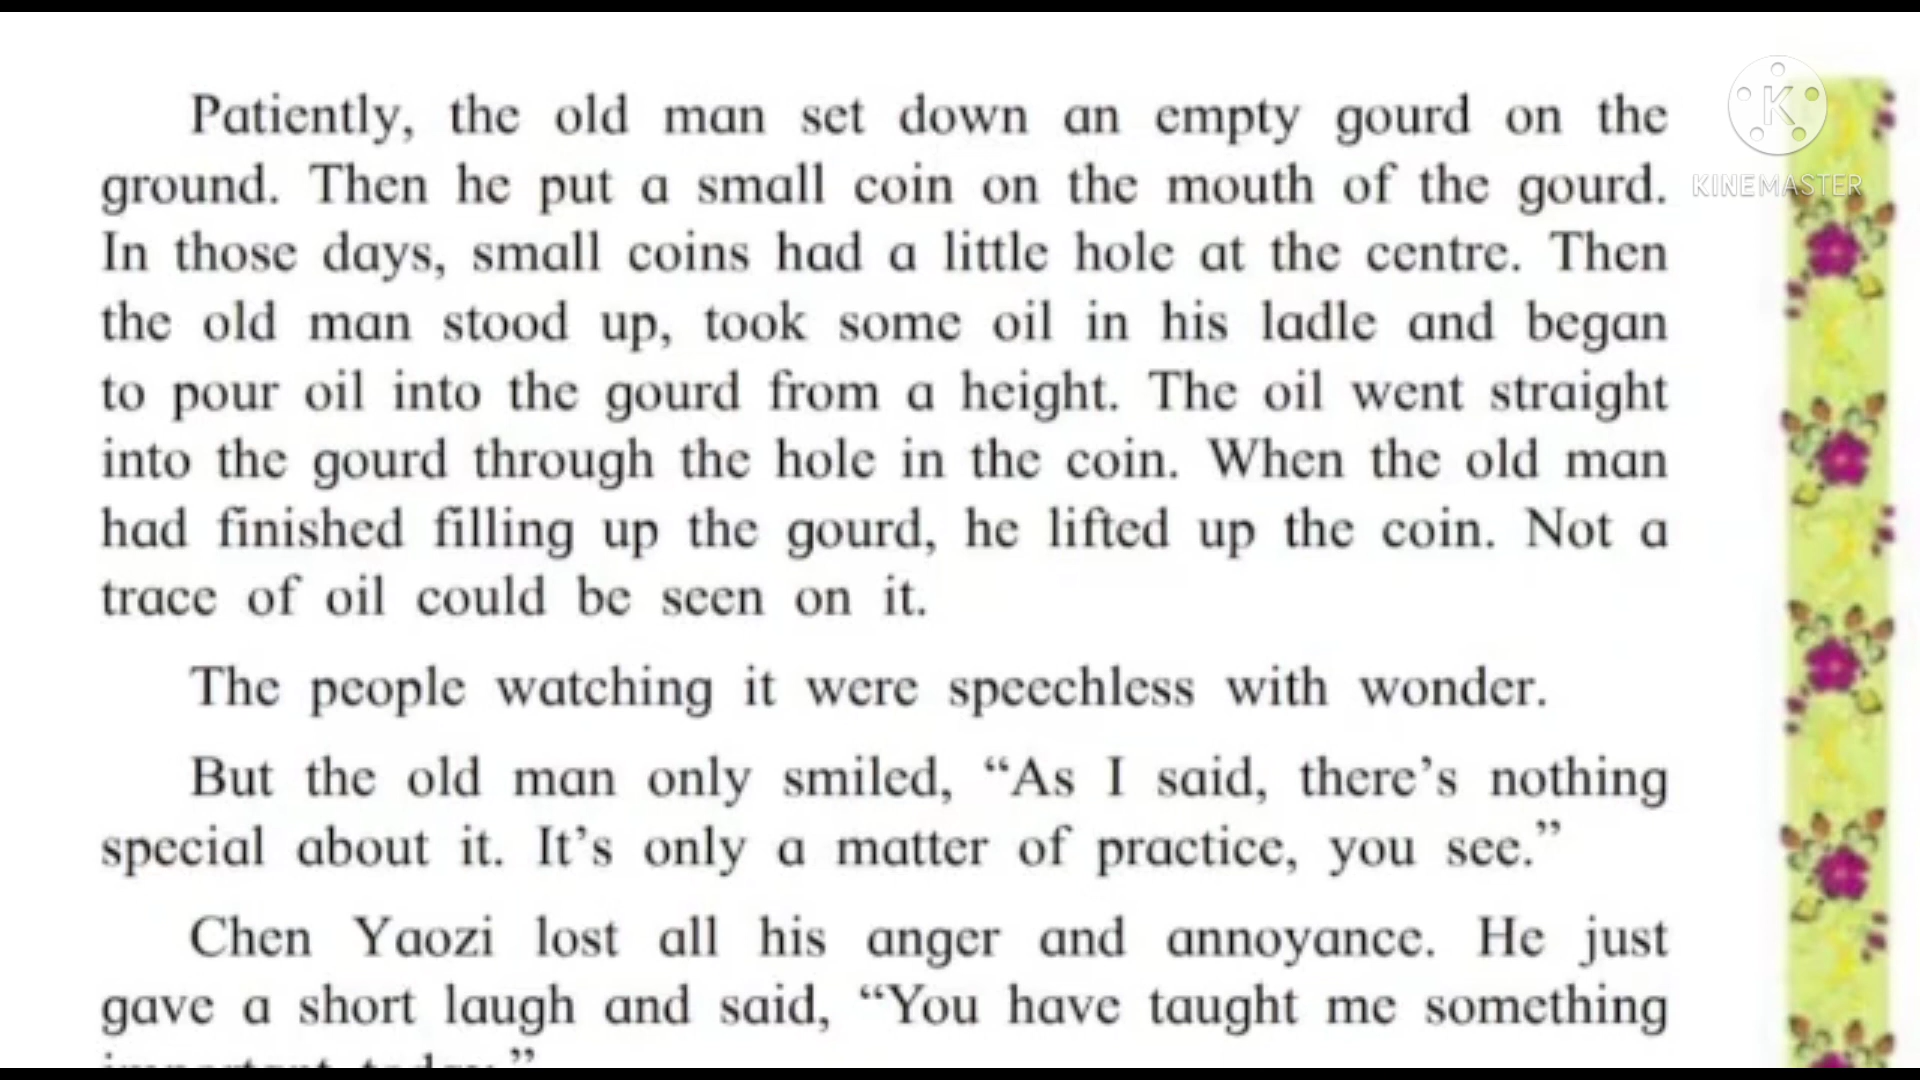 Patiently, the old man set down an empty gourd on the
ground. Then he put a small coin on the mouth of the gourd.
In those days, small coins had a little hole at the centre. Then
the old man stood up, took some oil in his ladle and began
to pour oil into the gourd from a height. The oil went straight
into the gourd through the hole in the coin. When the old man
had finished filling up the gourd, he lifted up the coin. Not a
trace of oil could be seen on it.
The people watching it were speechless with wonder.
But the old man only smiled, “As I said, there’s nothing
special about it. It’s only a matter of practice, you see.”
Chen Yaozi lost all his anger and annoyance. He just
gave a short laugh and said, “You have taught me something
important today.”
K
KINEMASTER